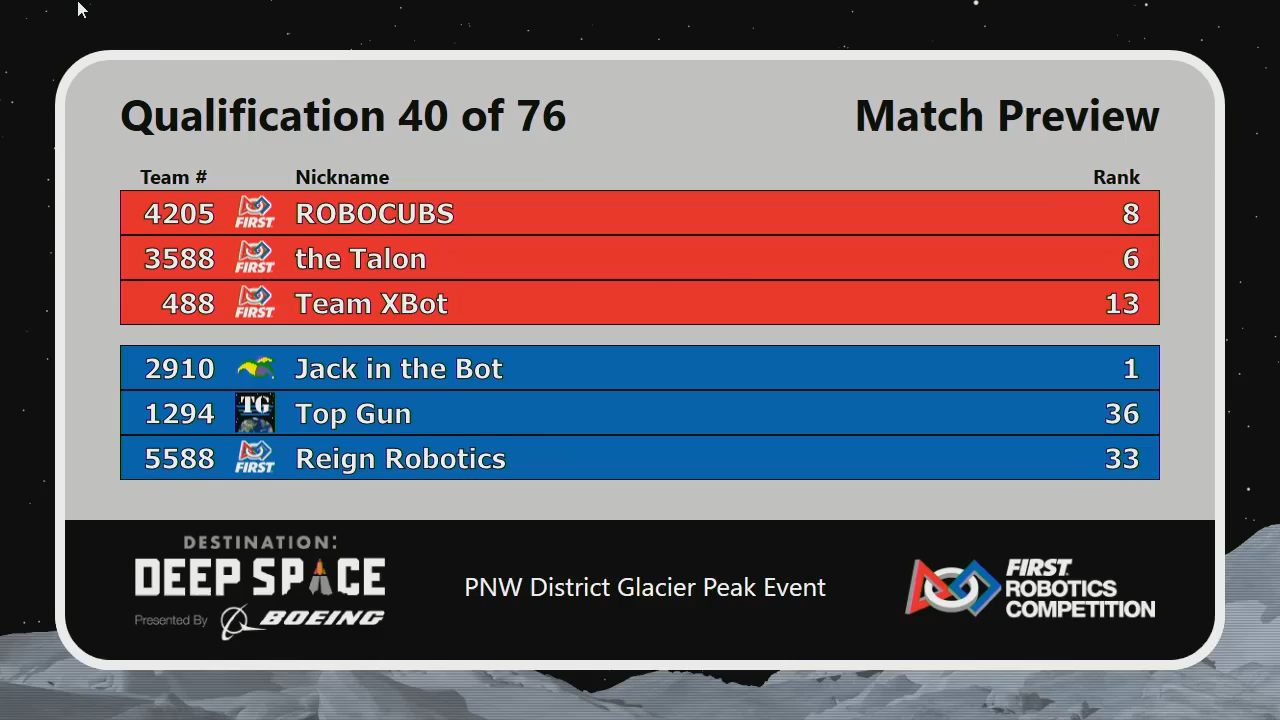 Qualification 40 of 76 Match Preview
Team # Nickname Rank
4205 FIRST ROBOCUBS 8
3588 FIRST the Talon 6
488 FIRST Team XBot 13
2910 Jack in the Bot 1
1294 TG Top Gun 36
5588 FIRST Reign Robotics 33
DESTINATION:
DEEP SPACE
Presented By BOEING
PNW District Glacier Peak Event
FIRST
ROBOTICS
COMPETITION